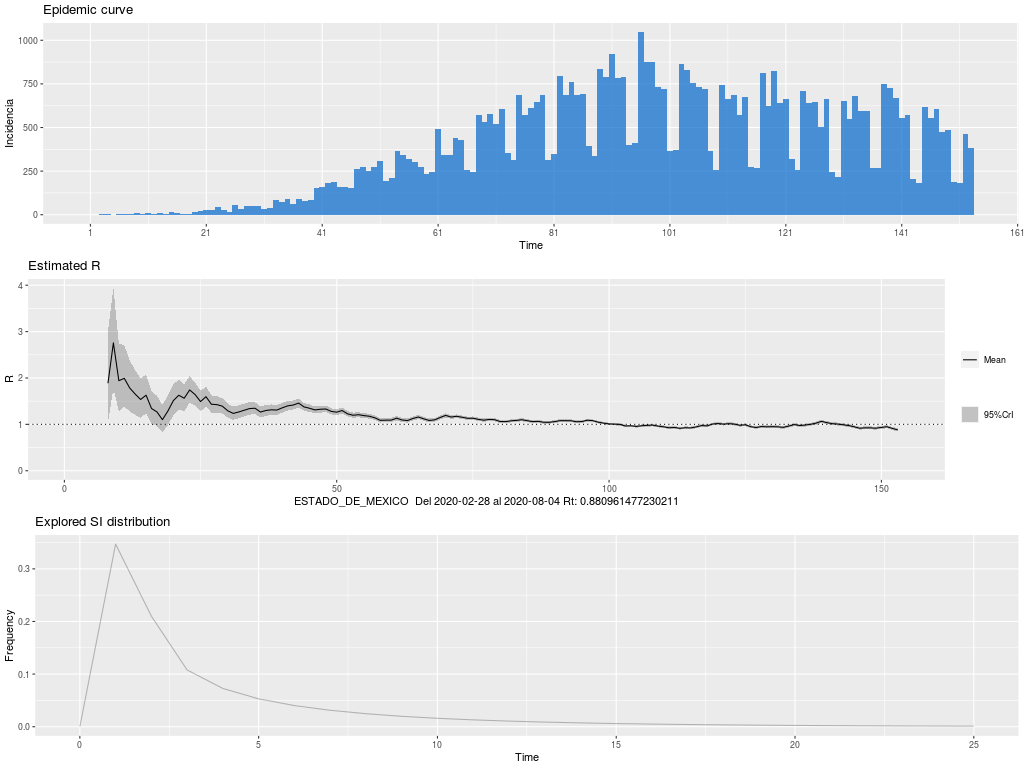 Epidemic curve
1000
750
500
250
0
Incidencia
1 21 41 61 81 101 121 141 161
Time
Estimated R
4
3
2
1
0
R
Mean
95%CrI
0 50 100 150
ESTADO_DE_MEXICO Del 2020-02-28 al 2020-08-04 Rt: 0.880961477230211
Explored SI distribution
0.3
0.2
0.1
0.0
Frequency
0 5 10 15 20 25
Time